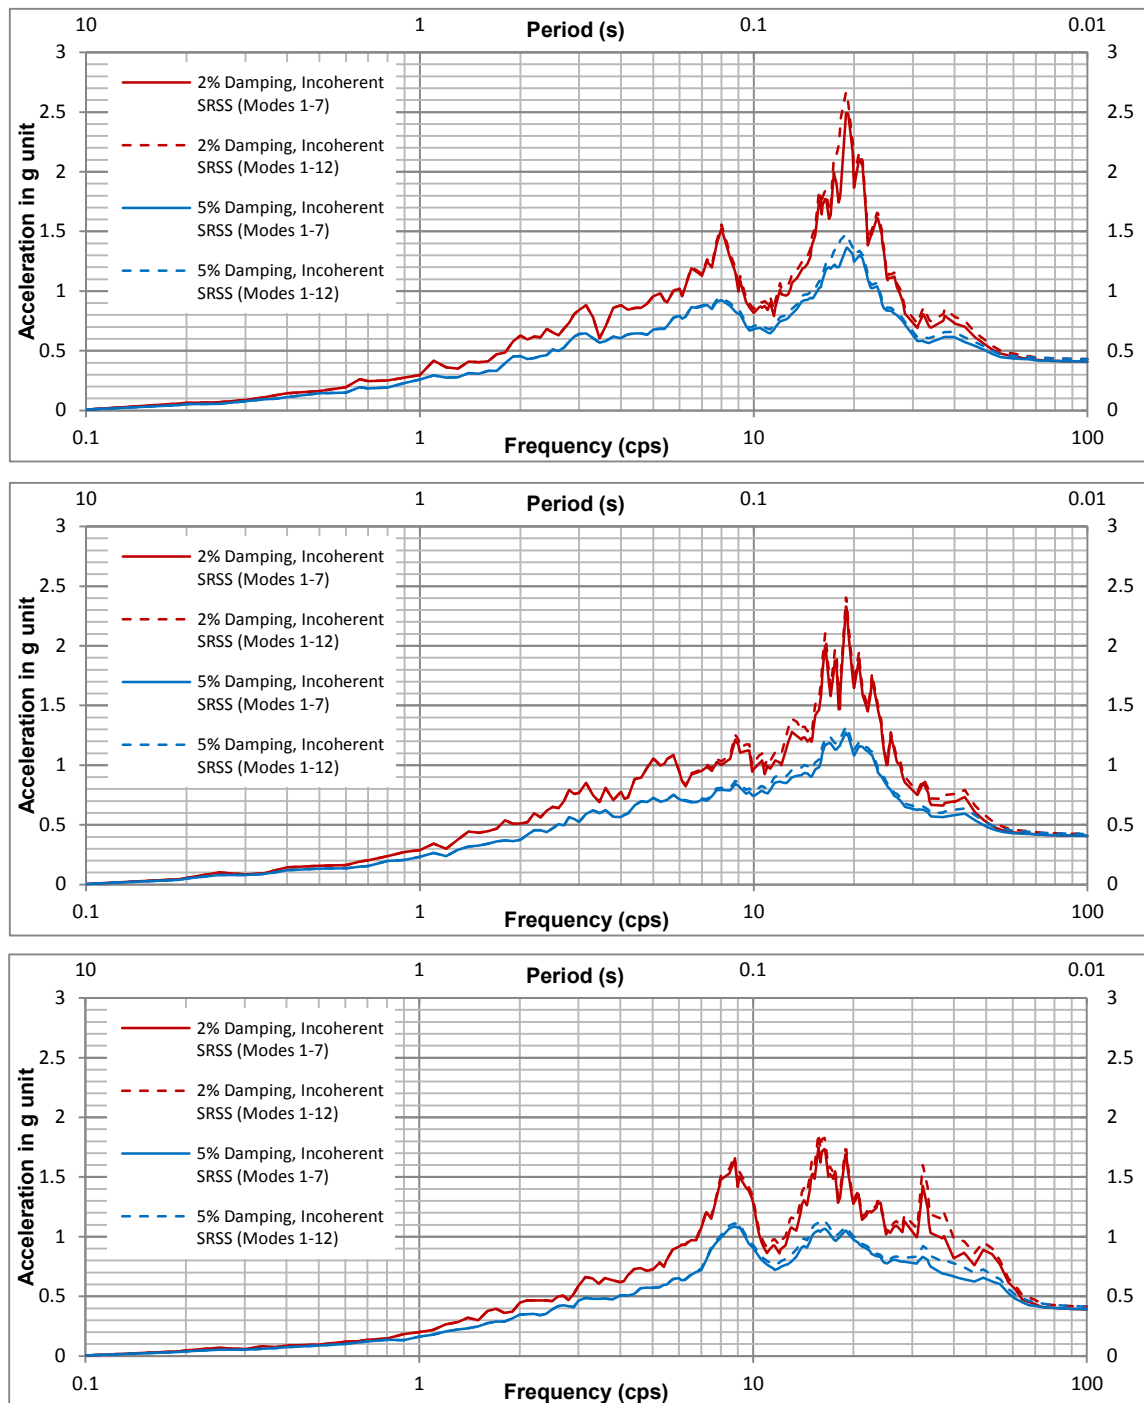 10 1 0.1 0.01
Period (s)
3 3
2% Damping, Incoherent
SRSS (Modes 1-7)
2.5 2.5
2% Damping, Incoherent
SRSS (Modes 1-12)
2 2
5% Damping, Incoherent
SRSS (Modes 1-7)
1.5 1.5
5% Damping, Incoherent
SRSS (Modes 1-12)
1 1
0.5 0.5
0 0
Acceleration in g unit
0.1 1 10 100
Frequency (cps)
10 1 0.1 0.01
Period (s)
3 3
2% Damping, Incoherent
SRSS (Modes 1-7)
2.5 2.5
2% Damping, Incoherent
SRSS (Modes 1-12)
2 2
5% Damping, Incoherent
SRSS (Modes 1-7)
1.5 1.5
5% Damping, Incoherent
SRSS (Modes 1-12)
1 1
0.5 0.5
0 0
Acceleration in g unit
0.1 1 10 100
Frequency (cps)
10 1 0.1 0.01
Period (s)
3 3
2% Damping, Incoherent
SRSS (Modes 1-7)
2.5 2.5
2% Damping, Incoherent
SRSS (Modes 1-12)
2 2
5% Damping, Incoherent
SRSS (Modes 1-7)
1.5 1.5
5% Damping, Incoherent
SRSS (Modes 1-12)
1 1
0.5 0.5
0 0
Acceleration in g unit
0.1 1 10 100
Frequency (cps)